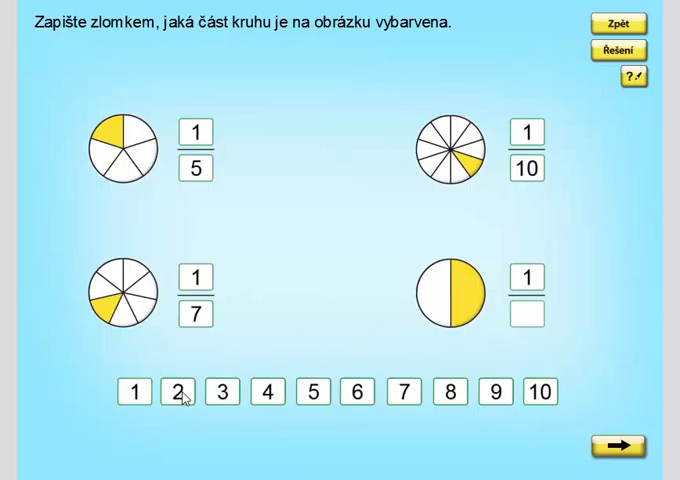 Zapište zlomkem, jaká část kruhu je na obrázku vybarvena.
Zpět
Řešení
?✓
1
5
1
10
1
7
1
1 2 3 4 5 6 7 8 9 10